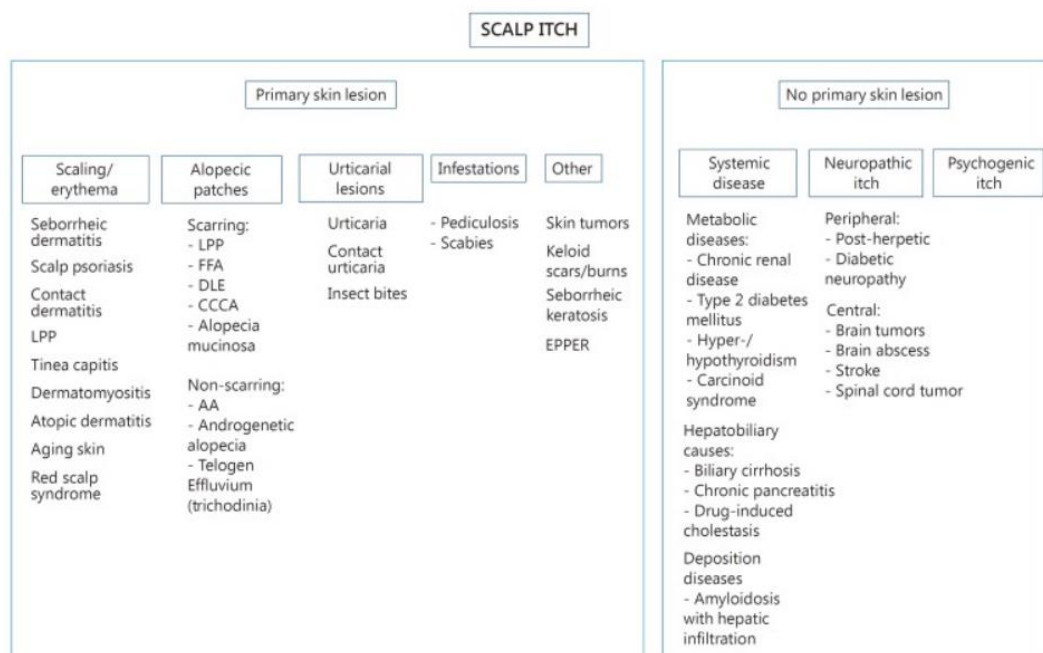 SCALP ITCH
Primary skin lesion
Scaling/
erythema
Seborrheic
dermatitis
Scalp psoriasis
Contact
dermatitis
LPP
Tinea capitis
Dermatomyositis
Atopic dermatitis
Aging skin
Red scalp
syndrome
Alopecic
patches
Scarring:
- LPP
- FFA
- DLE
- CCCA
- Alopecia
mucinosa
Non-scarring:
- AA
- Androgenetic
alopecia
- Telogen
Effluvium
(trichodinia)
Urticarial
lesions
Urticaria
Contact
urticaria
Insect bites
Infestations
- Pediculosis
- Scabies
Other
Skin tumors
Keloid
scars/burns
Seborrheic
keratosis
EPPER
No primary skin lesion
Systemic
disease
Metabolic
diseases:
- Chronic renal
disease
- Type 2 diabetes
mellitus
- Hyper-/
hypothyroidism
- Carcinoid
syndrome
Hepatobiliary
causes:
- Biliary cirrhosis
- Chronic pancreatitis
- Drug-induced
cholestasis
Deposition
diseases
- Amyloidosis
with hepatic
infiltration
Neuropathic
itch
Peripheral:
- Post-herpetic
- Diabetic
neuropathy
Central:
- Brain tumors
- Brain abscess
- Stroke
- Spinal cord tumor
Psychogenic
itch